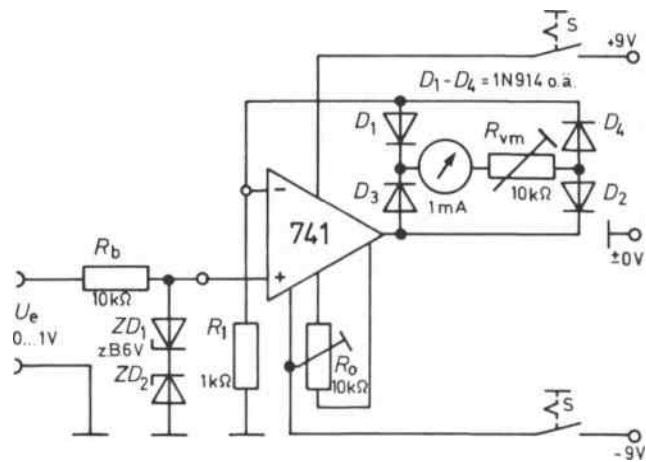 S
+9V
D1-D4=1N914 o.ä.
D1
Rvm
D4
D3
1mA
10kΩ
D2
−
741
+
±0V
Rb
10kΩ
Ue
0...1V
ZD1
z.B.6V
ZD2
R1
1kΩ
Ro
10kΩ
S
-9V